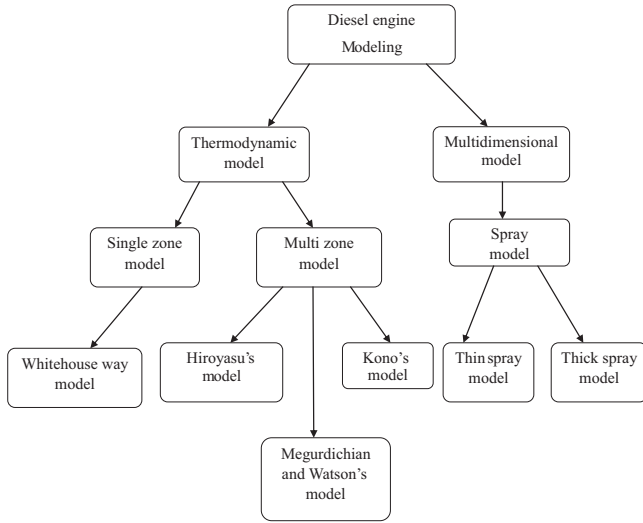 Diesel engine
Modeling
Thermodynamic
model
Multidimensional
model
Single zone
model
Multi zone
model
Spray
model
Whitehouse way
model
Hiroyasu's
model
Kono's
model
Thin spray
model
Thick spray
model
Megurdichian
and Watson's
model